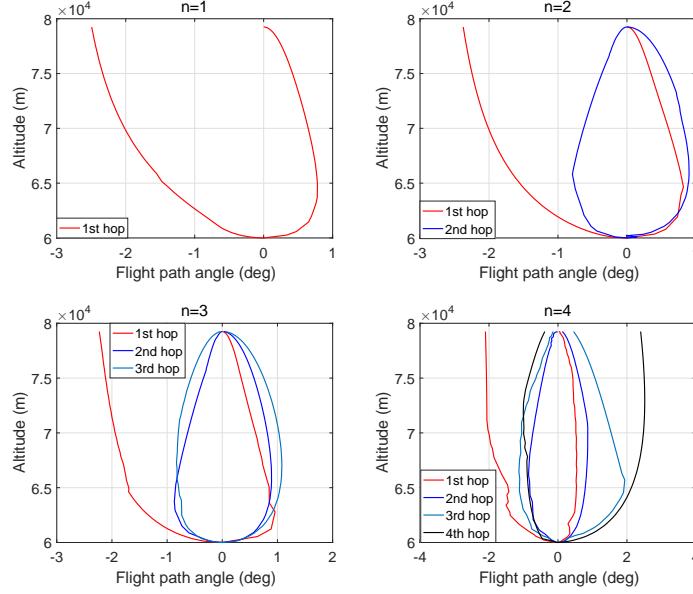 n=1
×10⁴
8
7.5
7
6.5
6
Altitude (m)
1st hop
-3
-2
-1
0
1
Flight path angle (deg)
n=2
×10⁴
8
7.5
7
6.5
6
Altitude (m)
1st hop
2nd hop
-3
-2
-1
0
1
Flight path angle (deg)
n=3
×10⁴
8
7.5
7
6.5
6
Altitude (m)
1st hop
2nd hop
3rd hop
-3
-2
-1
0
1
2
Flight path angle (deg)
n=4
×10⁴
8
7.5
7
6.5
6
Altitude (m)
1st hop
2nd hop
3rd hop
4th hop
-4
-2
0
2
4
Flight path angle (deg)